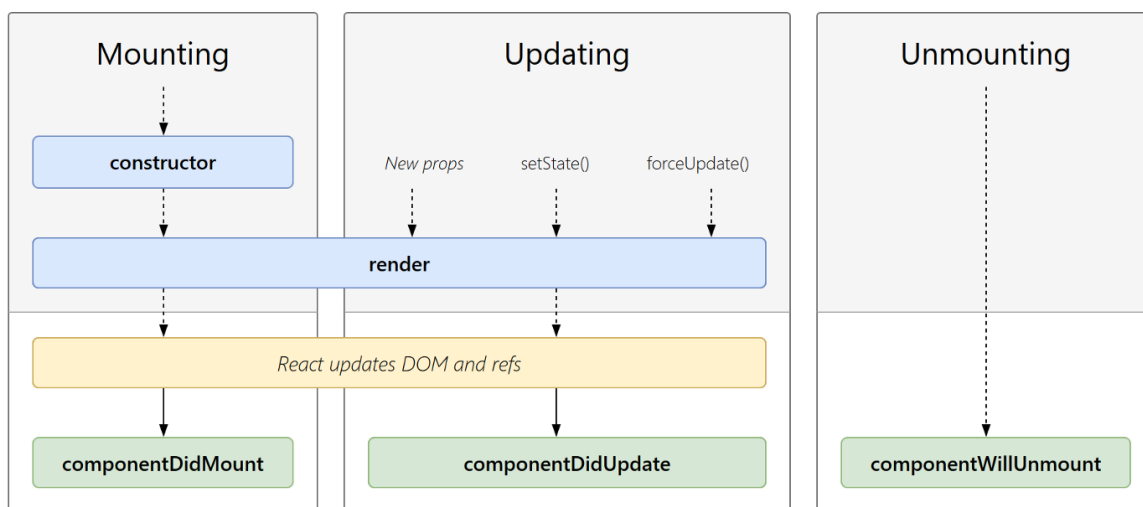 Mounting
Updating
Unmounting
constructor
New props
setState()
forceUpdate()
render
React updates DOM and refs
componentDidMount
componentDidUpdate
componentWillUnmount